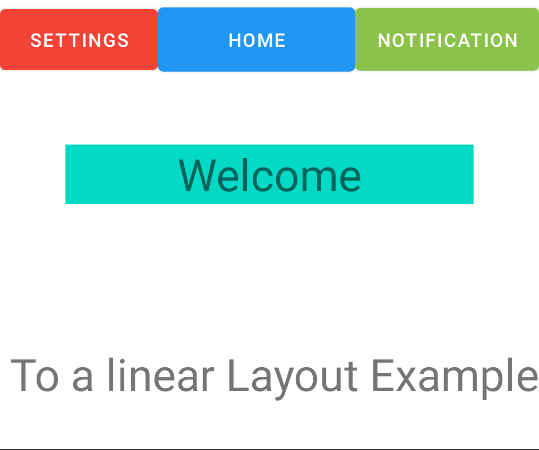 SETTINGS HOME NOTIFICATION
Welcome
To a linear Layout Example